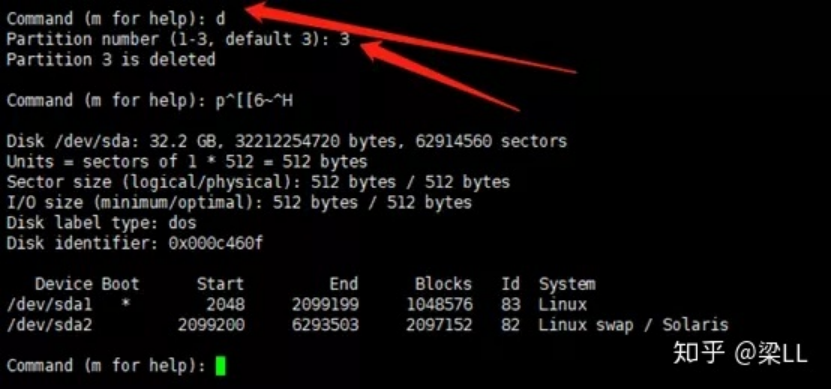 Command (m for help): d
Partition number (1-3, default 3): 3
Partition 3 is deleted
Command (m for help): p^[[6~^H
Disk /dev/sda: 32.2 GB, 32212254720 bytes, 62914560 sectors
Units = sectors of 1 * 512 = 512 bytes
Sector size (logical/physical): 512 bytes / 512 bytes
I/O size (minimum/optimal): 512 bytes / 512 bytes
Disk label type: dos
Disk identifier: 0x000c460f
Device Boot Start End Blocks Id System
/dev/sda1 * 2048 2099199 1048576 83 Linux
/dev/sda2 2099200 6293503 2097152 82 Linux swap / Solaris
Command (m for help):
知乎 @梁LL